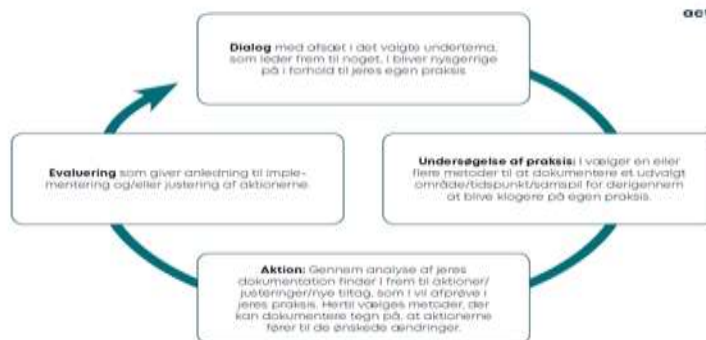 Dialog med afsæt i det valgte undertema,
som leder frem til noget, I bliver nysgerrige
på i forhold til jeres egen praksis
Evaluering som giver anledning til imple-
mentering og/eller justering af aktionerne.
Undersøgelse af praksis: I vælger en eller
flere metoder til at dokumentere et udvalgt
område/tidspunkt/samspil for derigennem
at blive klogere på egen praksis.
Aktion: Gennem analyse af jeres
dokumentation finder I frem til aktioner/
justeringer/nye tiltag, som I vil afprøve i
jeres praksis. Hertil vælges metoder, der
kan dokumentere tegn på, at aktionerne
fører til de ønskede ændringer.